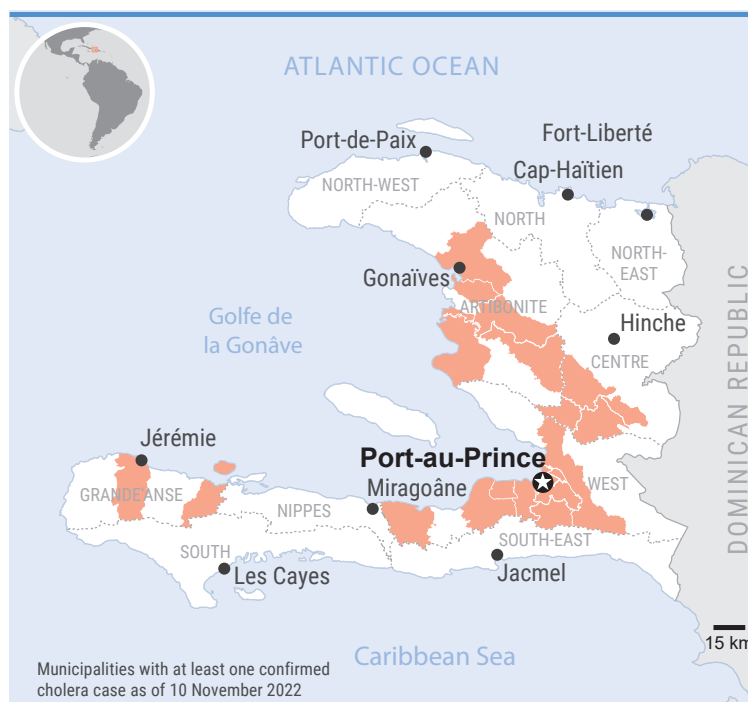 ATLANTIC OCEAN
Fort-Liberté
Port-de-Paix
Cap-Haïtien
NORTH-WEST
NORTH
NORTH-
EAST
Gonaïves
ARTIBONITE
Golfe de
la Gonâve
Hinche
CENTRE
DOMINICAN REPUBLIC
Jérémie
Port-au-Prince
GRANDE'ANSE
Miragoâne
WEST
NIPPES
SOUTH-EAST
SOUTH
Les Cayes
Jacmel
15 km
Caribbean Sea
Municipalities with at least one confirmed
cholera case as of 10 November 2022